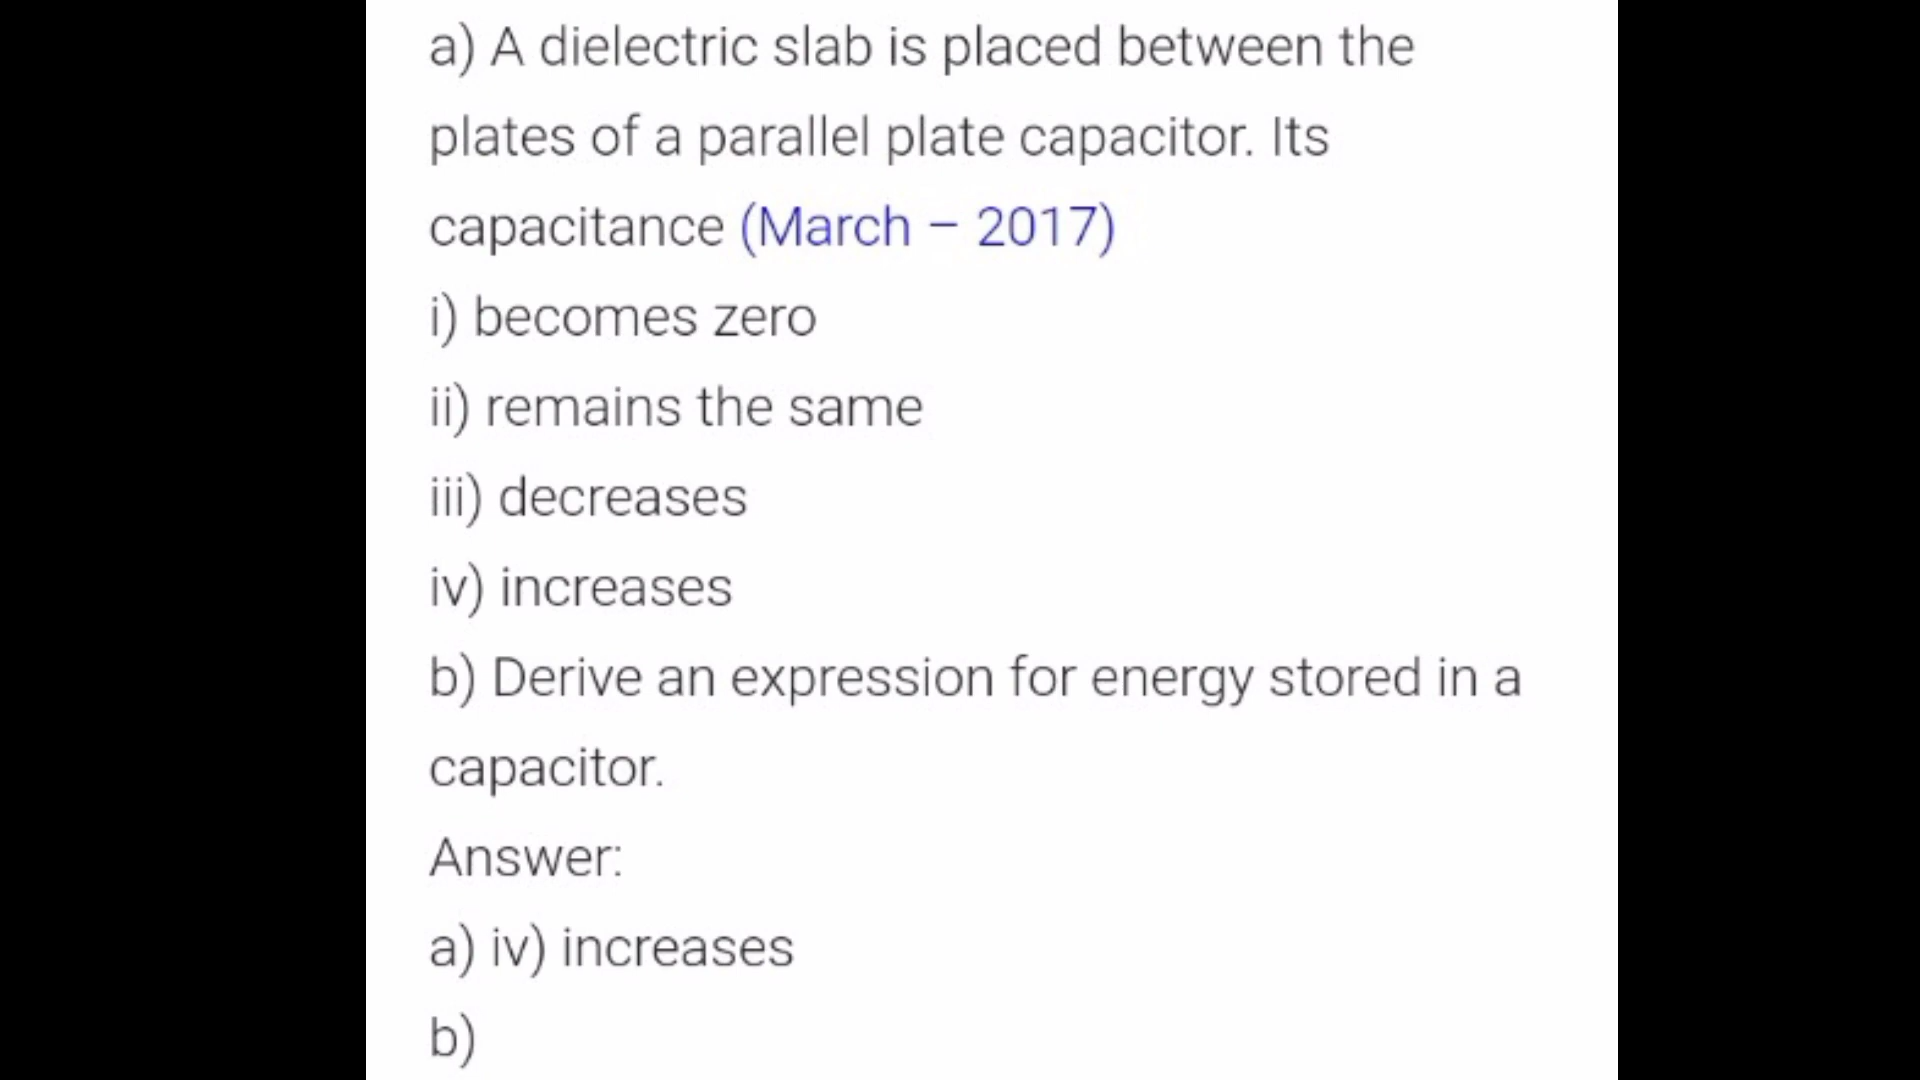 a) A dielectric slab is placed between the
plates of a parallel plate capacitor. Its
capacitance (March – 2017)
i) becomes zero
ii) remains the same
iii) decreases
iv) increases
b) Derive an expression for energy stored in a
capacitor.
Answer:
a) iv) increases
b)